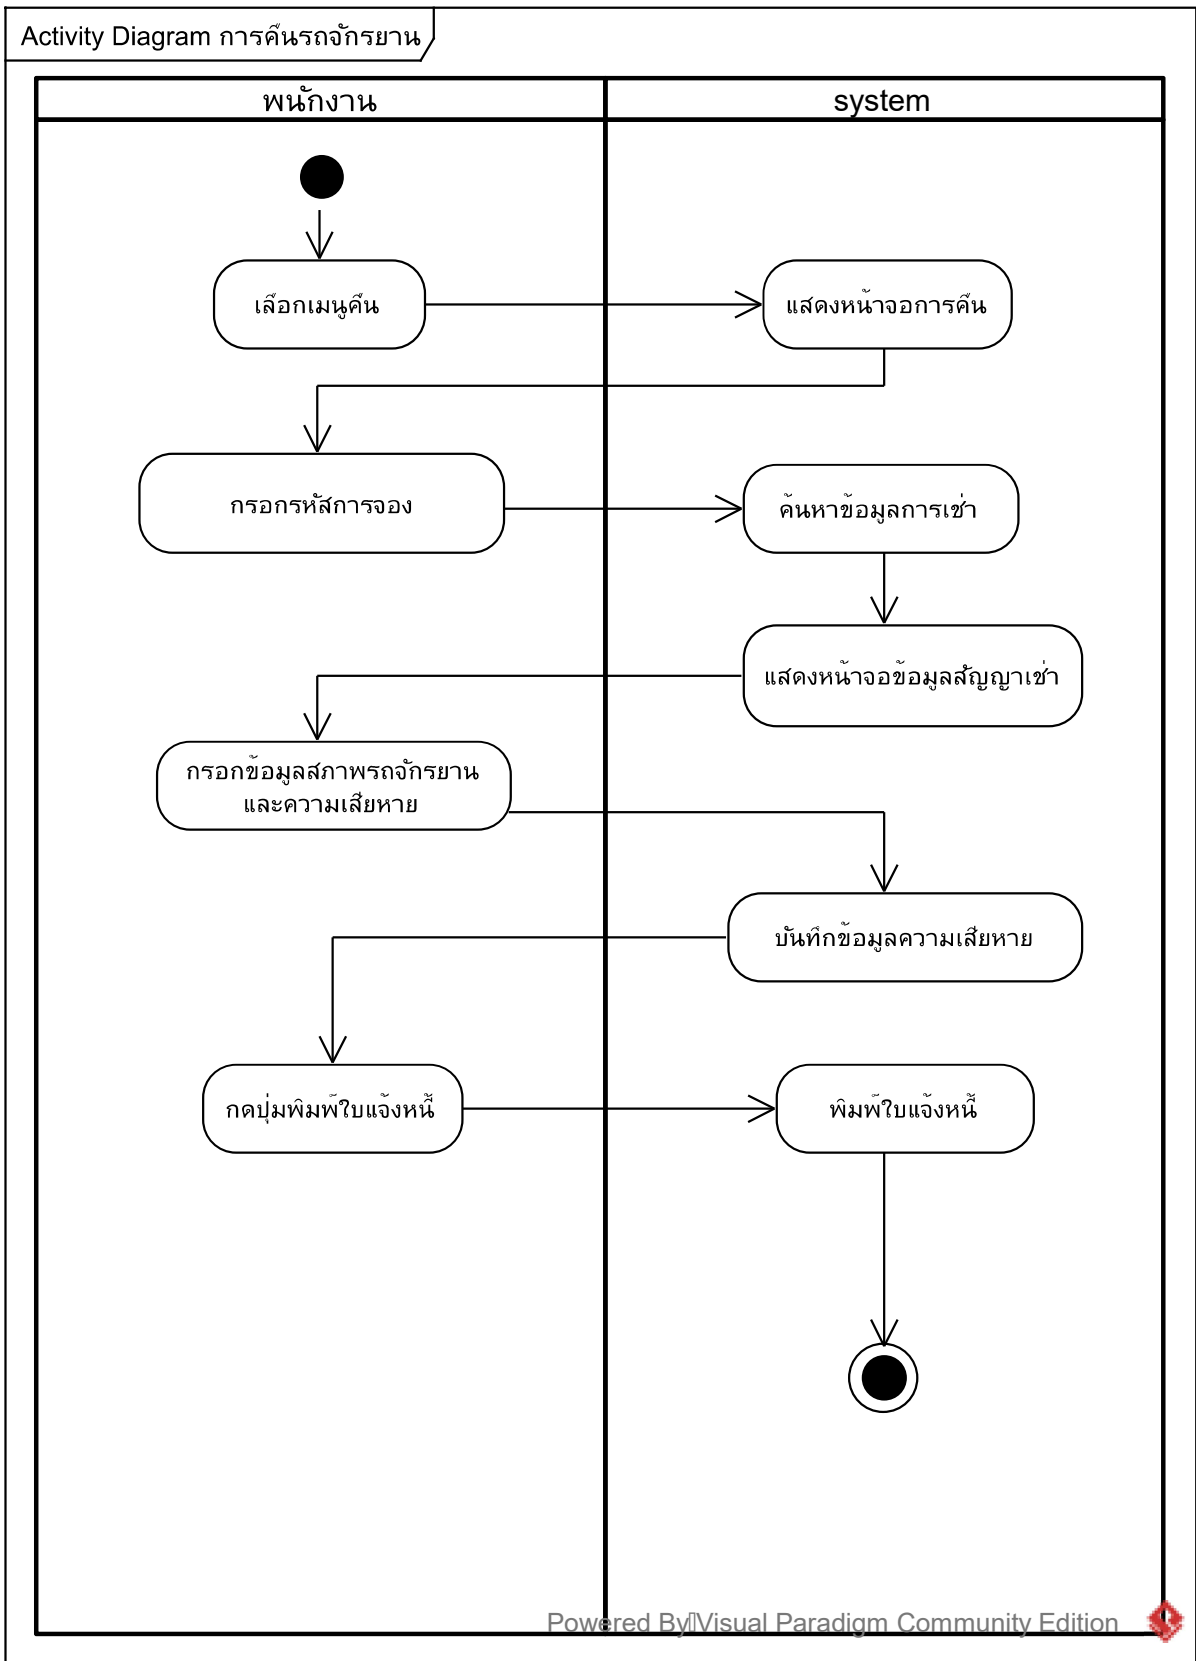 Activity Diagram การคืนรถจักรยาน
พนักงาน
system
เลือกเมนูคืน
แสดงหน้าจอการคืน
กรอกรหัสการจอง
ค้นหาข้อมูลการเช่า
แสดงหน้าจอข้อมูลสัญญาเช่า
กรอกข้อมูลสภาพรถจักรยาน
และความเสียหาย
บันทึกข้อมูลความเสียหาย
กดปุ่มพิมพ์ใบแจ้งหนี้
พิมพ์ใบแจ้งหนี้
Powered By Visual Paradigm Community Edition